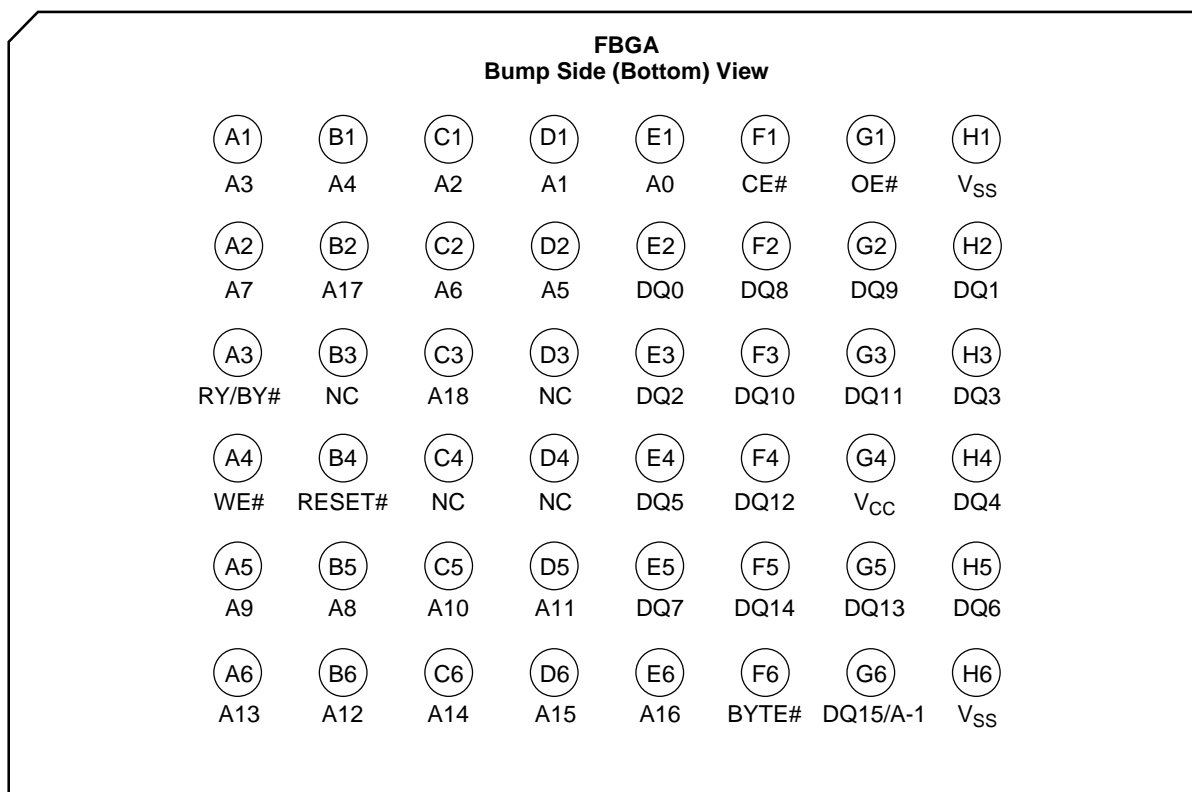 FBGA
Bump Side (Bottom) View
A1 B1 C1 D1 E1 F1 G1 H1
A3 A4 A2 A1 A0 CE# OE# VSS
A2 B2 C2 D2 E2 F2 G2 H2
A7 A17 A6 A5 DQ0 DQ8 DQ9 DQ1
A3 B3 C3 D3 E3 F3 G3 H3
RY/BY# NC A18 NC DQ2 DQ10 DQ11 DQ3
A4 B4 C4 D4 E4 F4 G4 H4
WE# RESET# NC NC DQ5 DQ12 VCC DQ4
A5 B5 C5 D5 E5 F5 G5 H5
A9 A8 A10 A11 DQ7 DQ14 DQ13 DQ6
A6 B6 C6 D6 E6 F6 G6 H6
A13 A12 A14 A15 A16 BYTE# DQ15/A-1 VSS